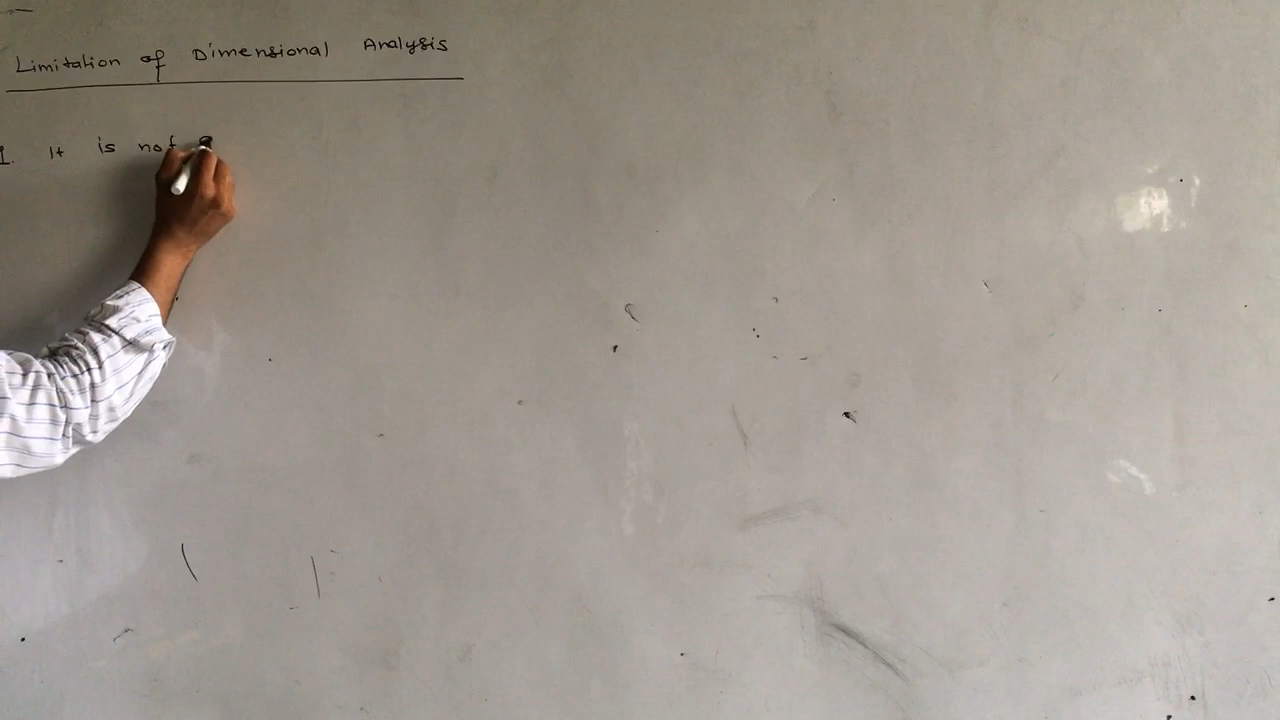 Limitation of Dimensional Analysis
1. It is not